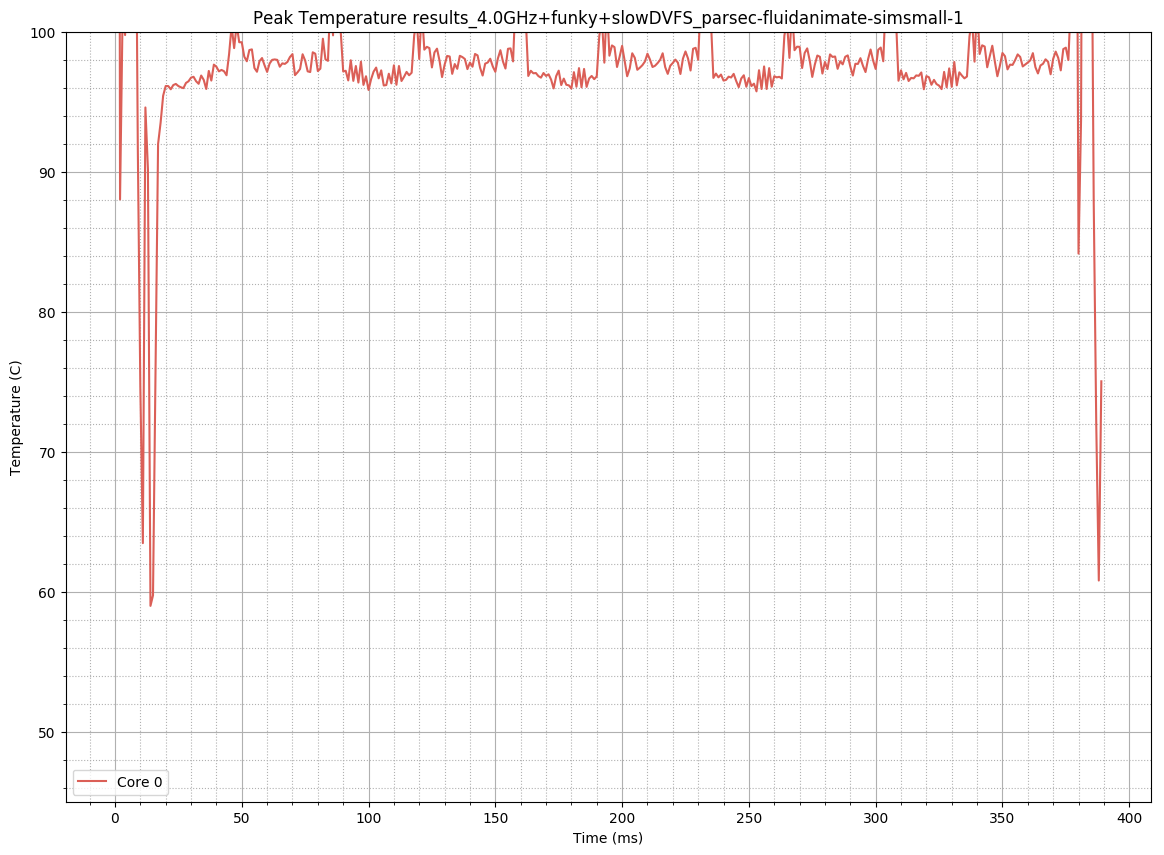 Peak Temperature results_4.0GHz+funky+slowDVFS_parsec-fluidanimate-simsmall-1
Temperature (C)
100
90
80
70
60
50
Core 0
0 50 100 150 200 250 300 350 400
Time (ms)